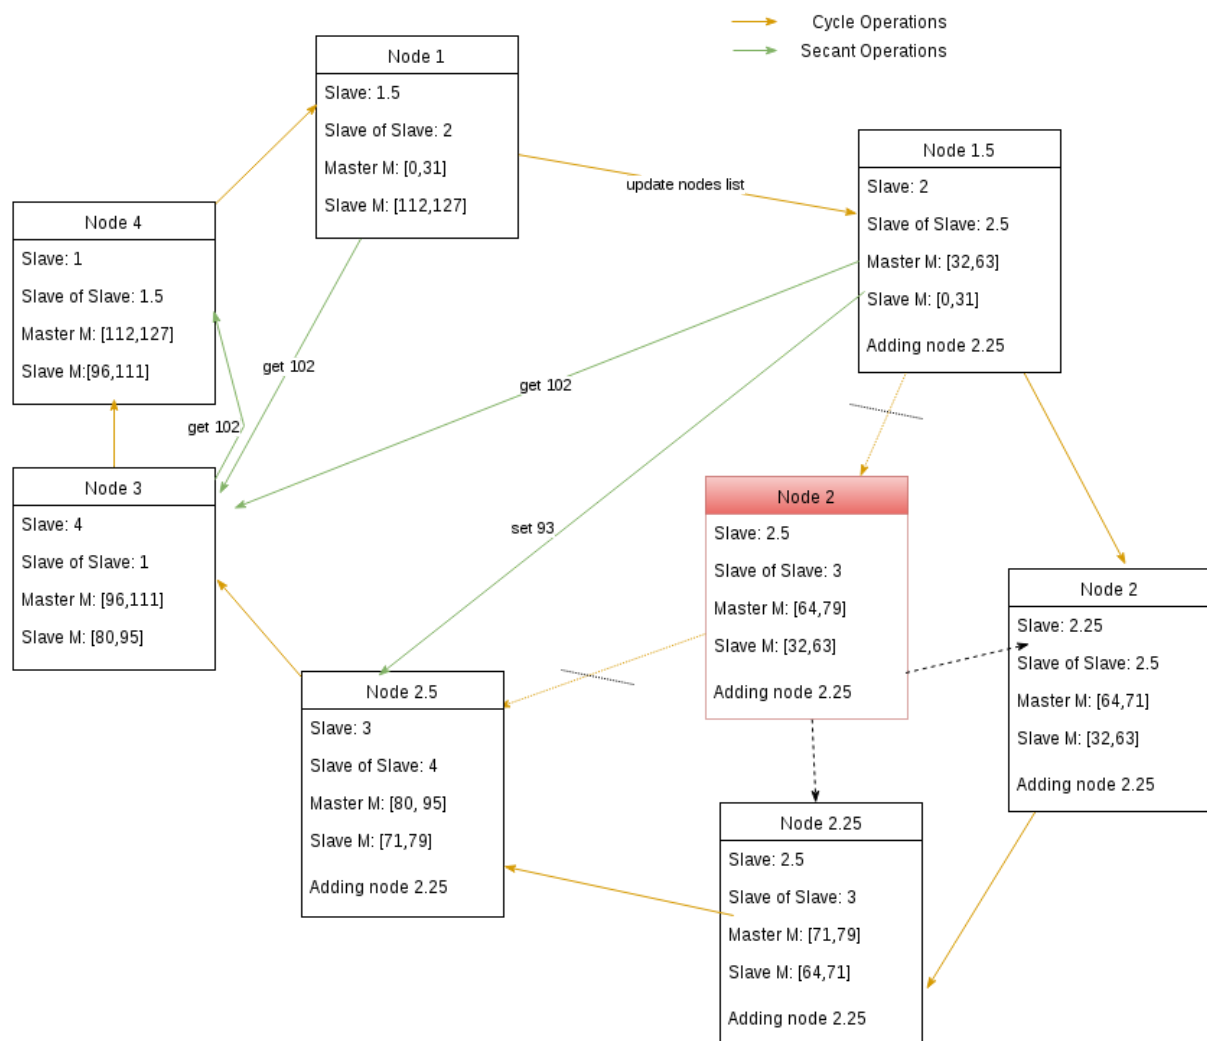 Cycle Operations
Secant Operations
Node 1
Slave: 1.5
Slave of Slave: 2
Master M: [0,31]
Slave M: [112,127]
update nodes list
Node 1.5
Slave: 2
Slave of Slave: 2.5
Master M: [32,63]
Slave M: [0,31]
Adding node 2.25
Node 4
Slave: 1
Slave of Slave: 1.5
Master M: [112,127]
Slave M:[96,111]
get 102
get 102
get 102
Node 3
Slave: 4
Slave of Slave: 1
Master M: [96,111]
Slave M: [80,95]
set 93
Node 2
Slave: 2.5
Slave of Slave: 3
Master M: [64,79]
Slave M: [32,63]
Adding node 2.25
Node 2
Slave: 2.25
Slave of Slave: 2.5
Master M: [64,71]
Slave M: [32,63]
Adding node 2.25
Node 2.5
Slave: 3
Slave of Slave: 4
Master M: [80, 95]
Slave M: [71,79]
Adding node 2.25
Node 2.25
Slave: 2.5
Slave of Slave: 3
Master M: [71,79]
Slave M: [64,71]
Adding node 2.25